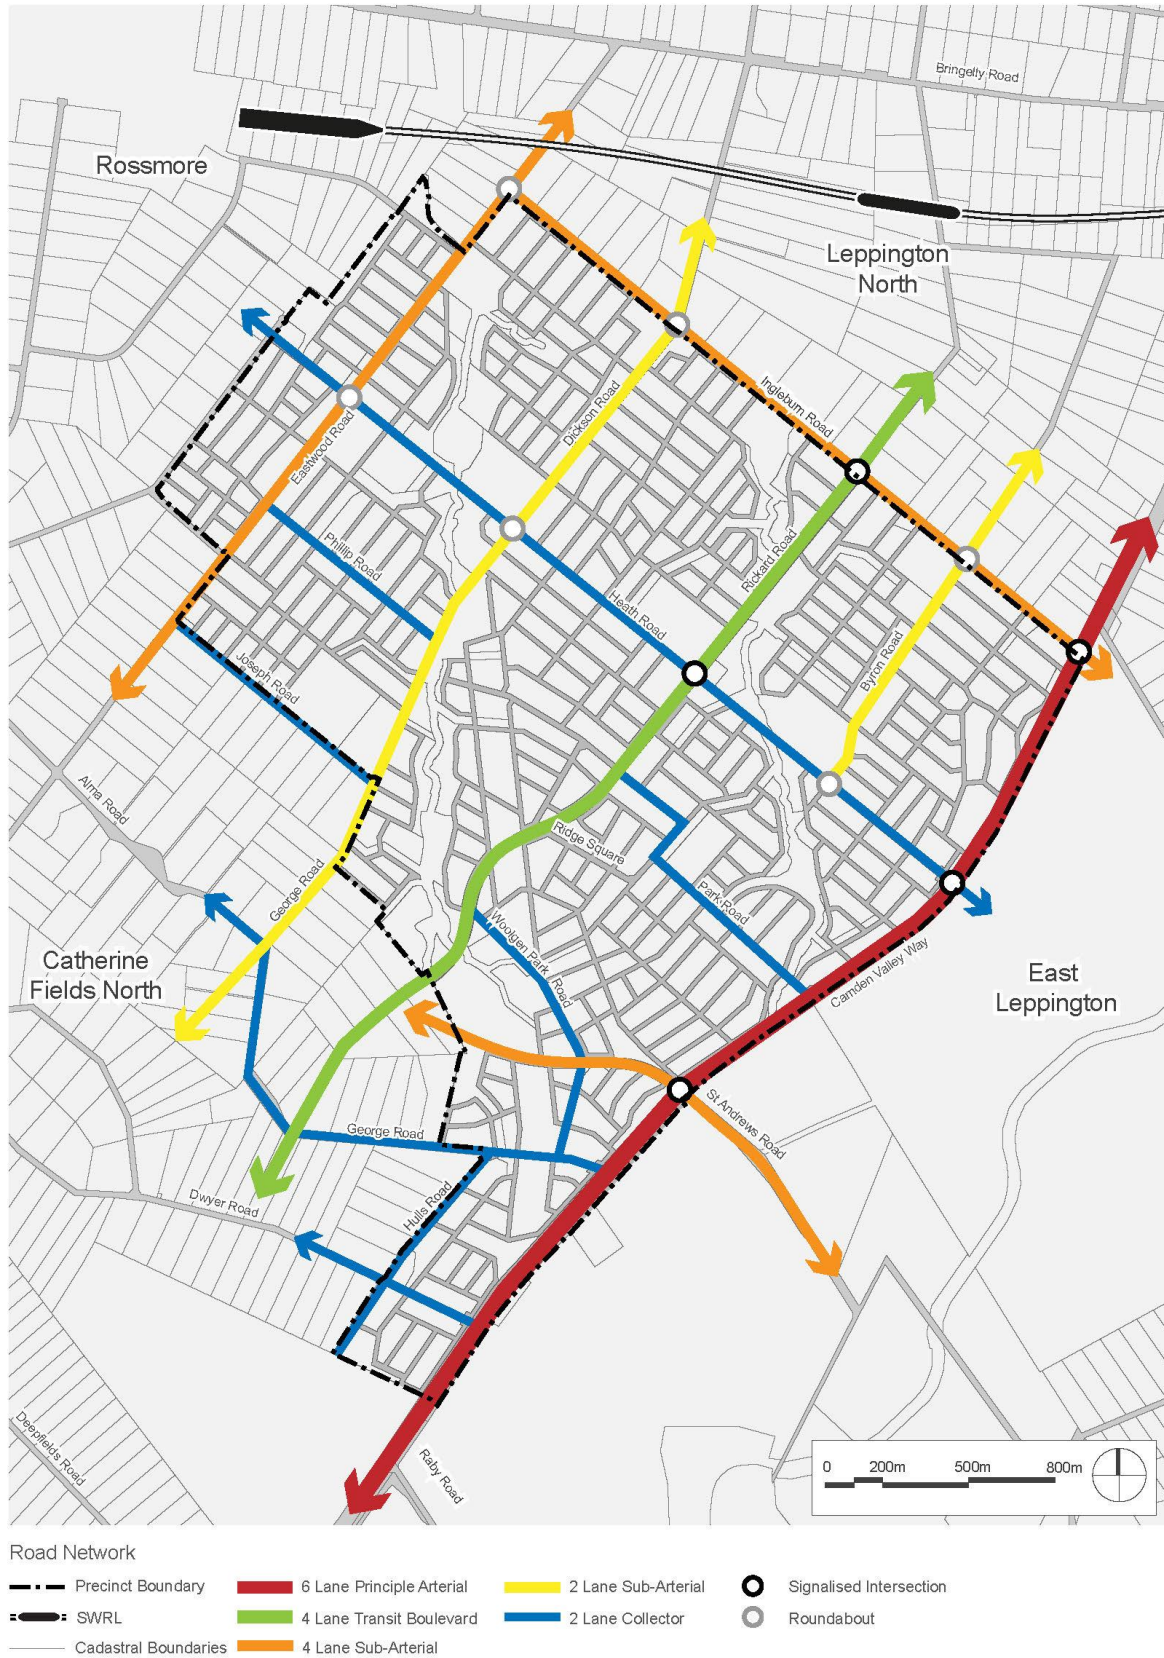 Bringelly Road
Rossmore
Leppington
North
Ingleburn Road
Dickson Road
Eastwood Road
Rickard Road
Phillip Road
Heath Road
Byron Road
Joseph Road
Alma Road
Ridge Square
George Road
Park Road
Woolgen Park Road
Camden Valley Way
Catherine
Fields North
East
Leppington
St Andrews Road
George Road
Hulls Road
Dwyer Road
Deepfields Road
Raby Road
0 200m 500m 800m
Road Network
Precinct Boundary 6 Lane Principle Arterial 2 Lane Sub-Arterial Signalised Intersection
SWRL 4 Lane Transit Boulevard 2 Lane Collector Roundabout
Cadastral Boundaries 4 Lane Sub-Arterial